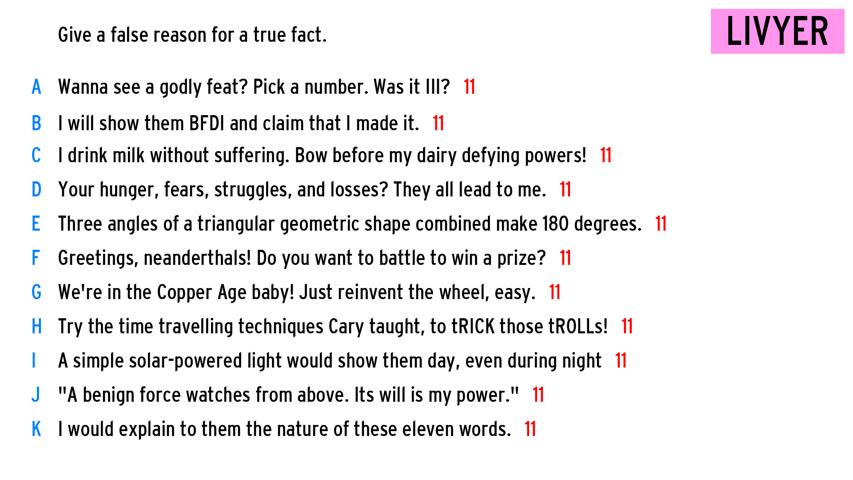 Give a false reason for a true fact.
LIVYER
A Wanna see a godly feat? Pick a number. Was it III? 11
B I will show them BFDI and claim that I made it. 11
C I drink milk without suffering. Bow before my dairy defying powers! 11
D Your hunger, fears, struggles, and losses? They all lead to me. 11
E Three angles of a triangular geometric shape combined make 180 degrees. 11
F Greetings, neanderthals! Do you want to battle to win a prize? 11
G We're in the Copper Age baby! Just reinvent the wheel, easy. 11
H Try the time travelling techniques Cary taught, to tRICK those tROLLs! 11
I A simple solar-powered light would show them day, even during night 11
J "A benign force watches from above. Its will is my power." 11
K I would explain to them the nature of these eleven words. 11